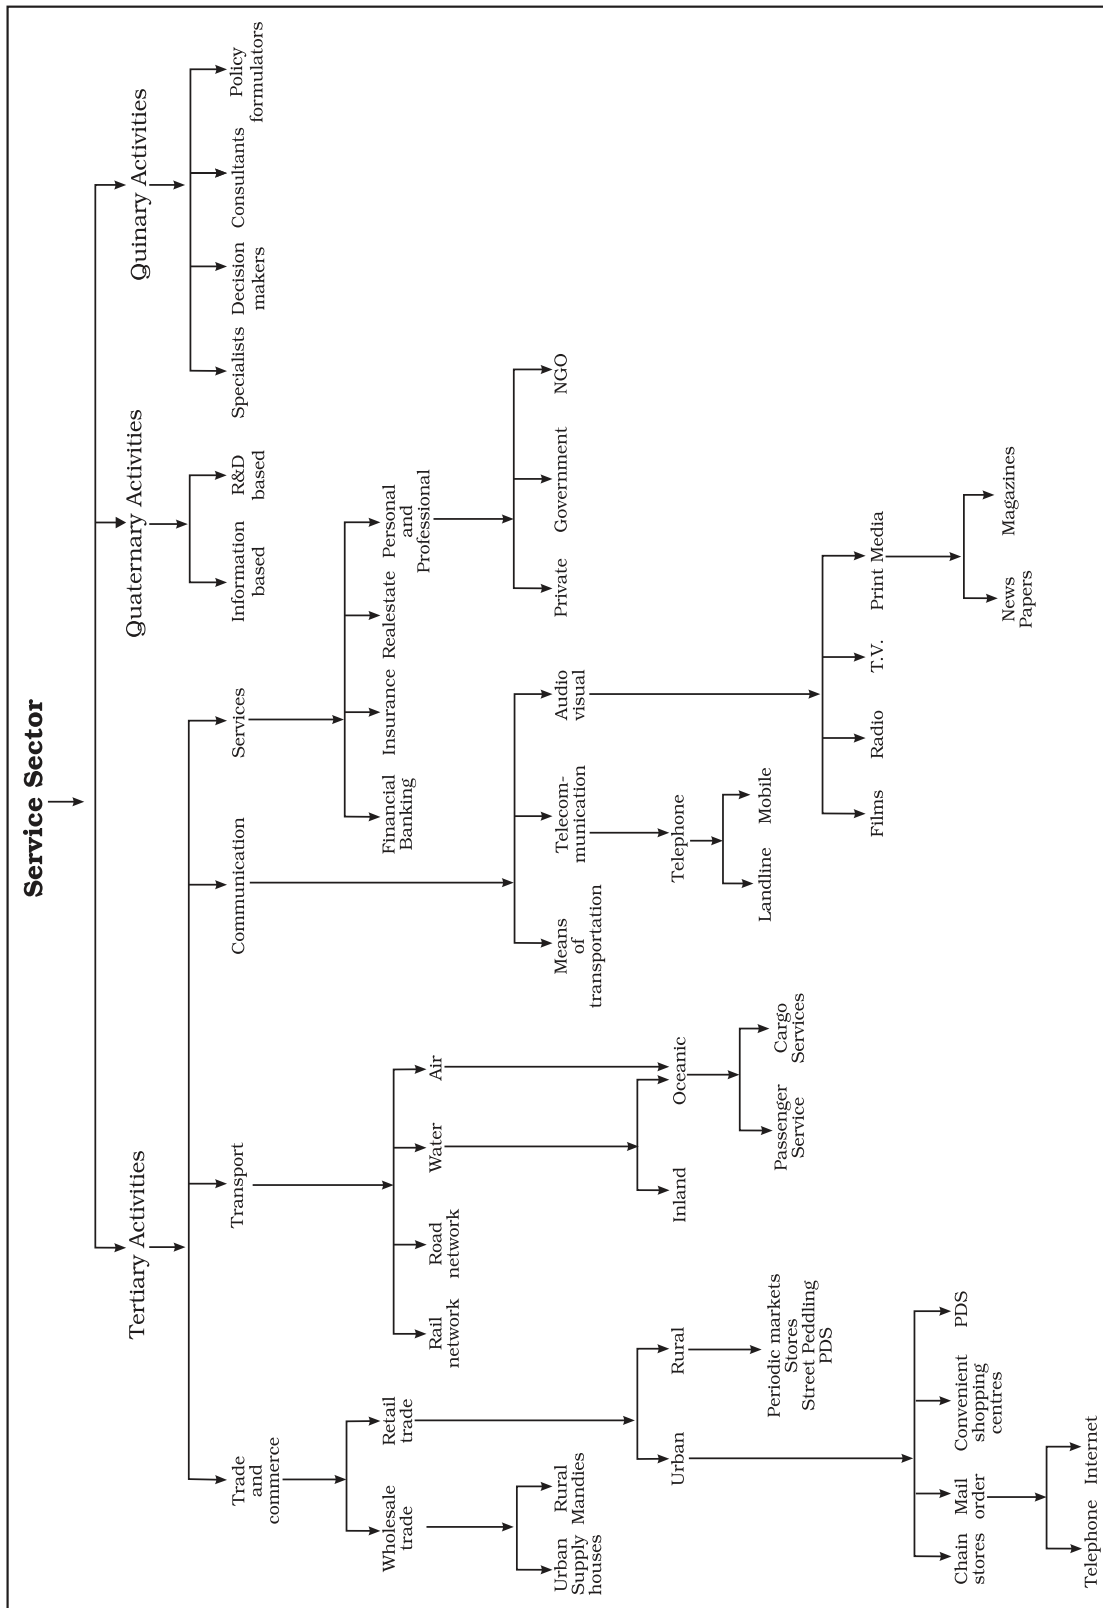 Service Sector
Tertiary Activities
Quaternary Activities
Quinary Activities
Trade
and
commerce
Transport
Communication
Services
Information
based
R&D
based
Specialists
Decision
makers
Consultants
Policy
formulators
Wholesale
trade
Retail
trade
Rail
network
Road
network
Water
Air
Financial
Banking
Insurance
Realestate
Personal
and
Professional
Urban
Supply
houses
Rural
Mandies
Means
of
transportation
Telecom-
munication
Audio
visual
Private
Government
NGO
Urban
Rural
Inland
Oceanic
Telephone
Periodic markets
Stores
Street Peddling
PDS
Passenger
Service
Cargo
Services
Landline
Mobile
Films
Radio
T.V.
Print Media
Chain
stores
Mail
order
Convenient
shopping
centres
PDS
News
Papers
Magazines
Telephone
Internet